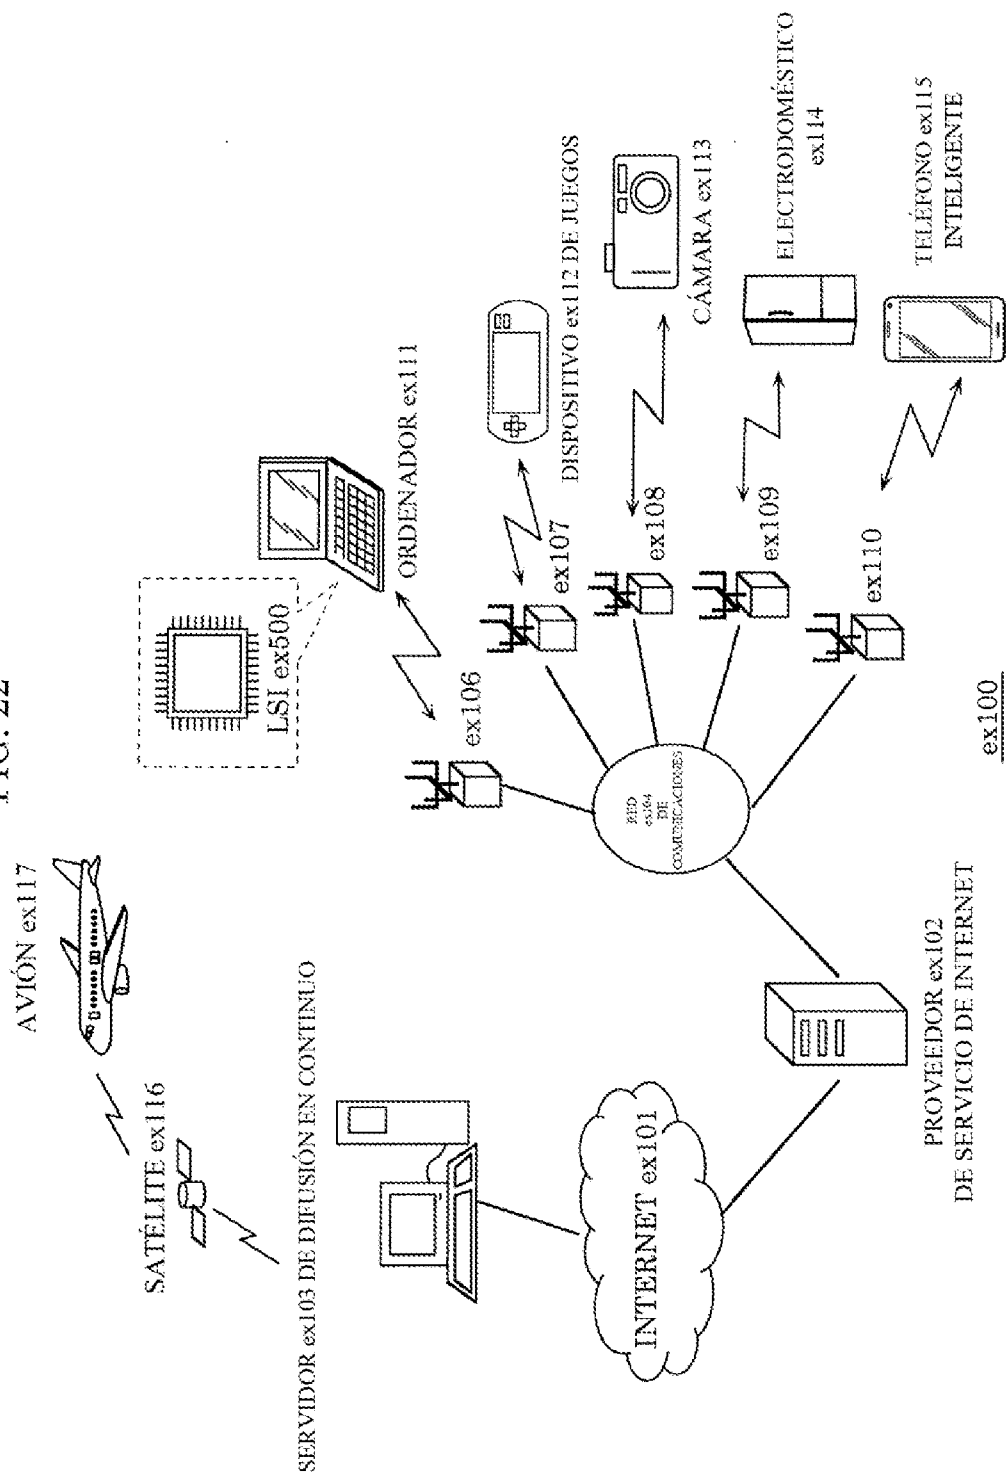 FIG. 22
AVIÓN ex117
SATÉLITE ex116
SERVIDOR ex103 DE DIFUSIÓN EN CONTINUO
INTERNET ex101
PROVEEDOR ex102
DE SERVICIO DE INTERNET
RED
ex104
DE
COMUNICACIONES
LSI ex500
ORDENADOR ex111
ex106
DISPOSITIVO ex112 DE JUEGOS
ex107
CÁMARA ex113
ex108
ELECTRODOMÉSTICO
ex114
ex109
TELÉFONO ex115
INTELIGENTE
ex110
ex100